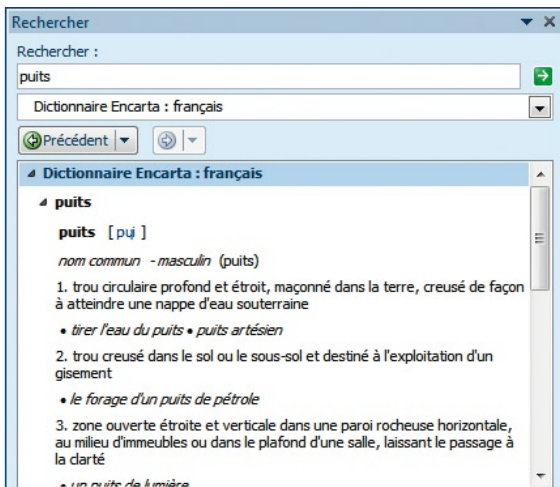 Rechercher
Rechercher :
puits
Dictionnaire Encarta : français
Précédent
Dictionnaire Encarta : français
puits
puits [pɥi]
nom commun - masculin (puits)
1. trou circulaire profond et étroit, maçonné dans la terre, creusé de façon
à atteindre une nappe d'eau souterraine
• tirer l'eau du puits • puits artésien
2. trou creusé dans le sol ou le sous-sol et destiné à l'exploitation d'un
gisement
• le forage d'un puits de pétrole
3. zone ouverte étroite et verticale dans une paroi rocheuse horizontale,
au milieu d'immeubles ou dans le plafond d'une salle, laissant le passage à
la clarté
• un puits de lumière